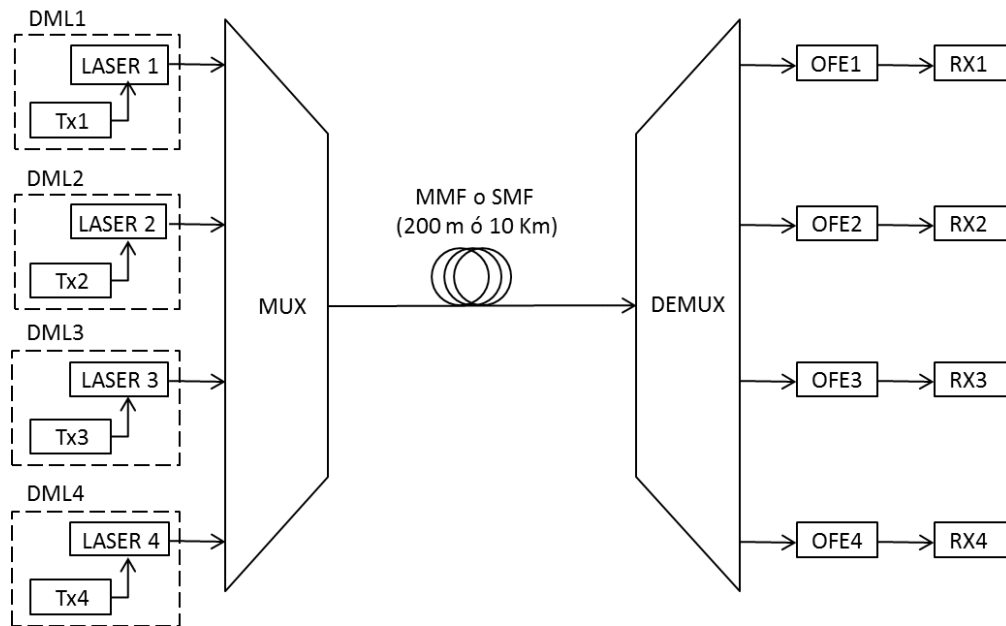 DML1
LASER 1
Tx1
DML2
LASER 2
Tx2
DML3
LASER 3
Tx3
DML4
LASER 4
Tx4
MUX
MMF o SMF
(200 m ó 10 Km)
DEMUX
OFE1
RX1
OFE2
RX2
OFE3
RX3
OFE4
RX4